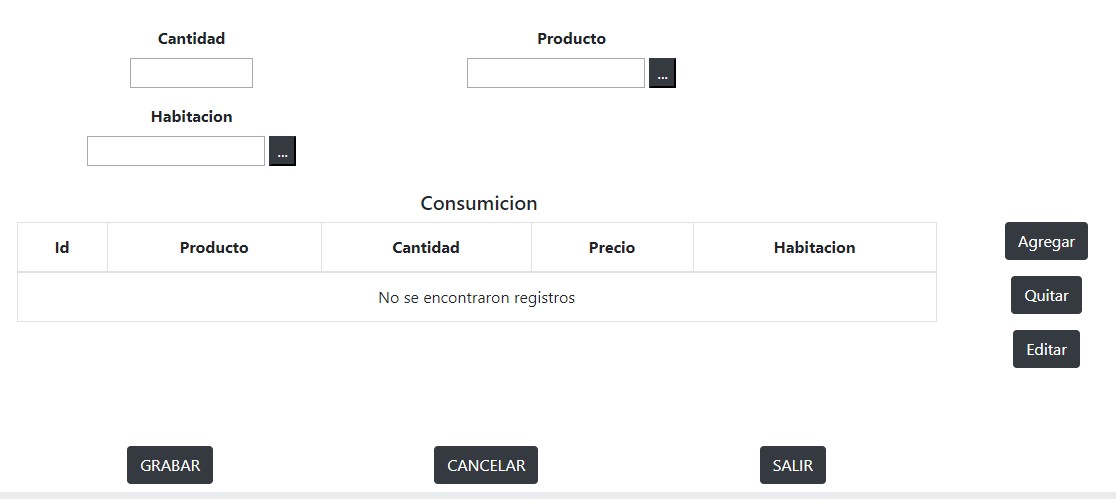 Cantidad Producto
...
Habitacion
...
Consumicion
Id Producto Cantidad Precio Habitacion
No se encontraron registros
Agregar
Quitar
Editar
GRABAR CANCELAR SALIR